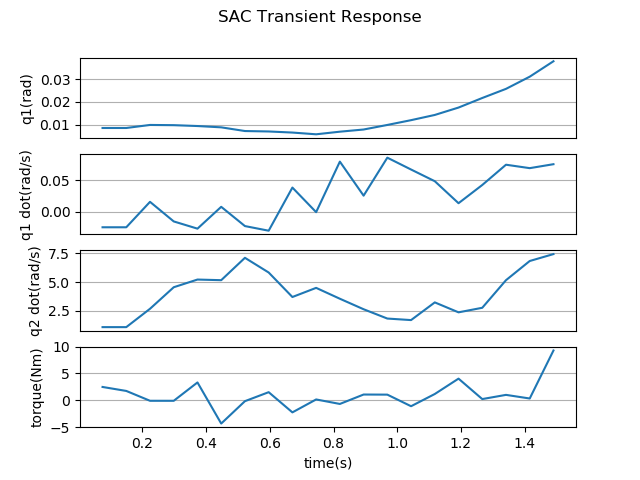 SAC Transient Response
q1(rad)
0.03
0.02
0.01
q1 dot(rad/s)
0.05
0.00
q2 dot(rad/s)
7.5
5.0
2.5
torque(Nm)
10
5
0
−5
0.2 0.4 0.6 0.8 1.0 1.2 1.4
time(s)